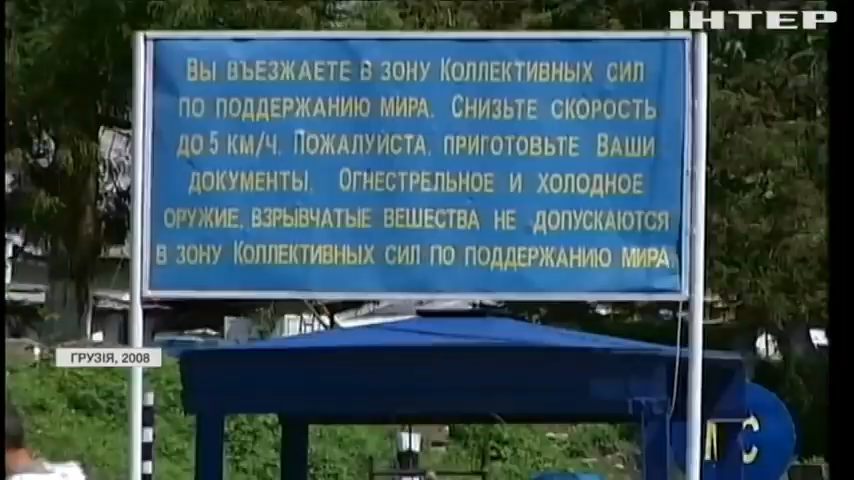 ІНТЕР
ВЫ ВЪЕЗЖАЕТЕ В ЗОНУ КОЛЛЕКТИВНЫХ СИЛ
ПО ПОДДЕРЖАНИЮ МИРА. СНИЗЬТЕ СКОРОСТЬ
ДО 5 КМ/Ч. ПОЖАЛУЙСТА, ПРИГОТОВЬТЕ ВАШИ
ДОКУМЕНТЫ. ОГНЕСТРЕЛЬНОЕ И ХОЛОДНОЕ
ОРУЖИЕ, ВЗРЫВЧАТЫЕ ВЕЩЕСТВА НЕ ДОПУСКАЮТСЯ
В ЗОНУ КОЛЛЕКТИВНЫХ СИЛ ПО ПОДДЕРЖАНИЮ МИРА.
ГРУЗІЯ, 2008
МС